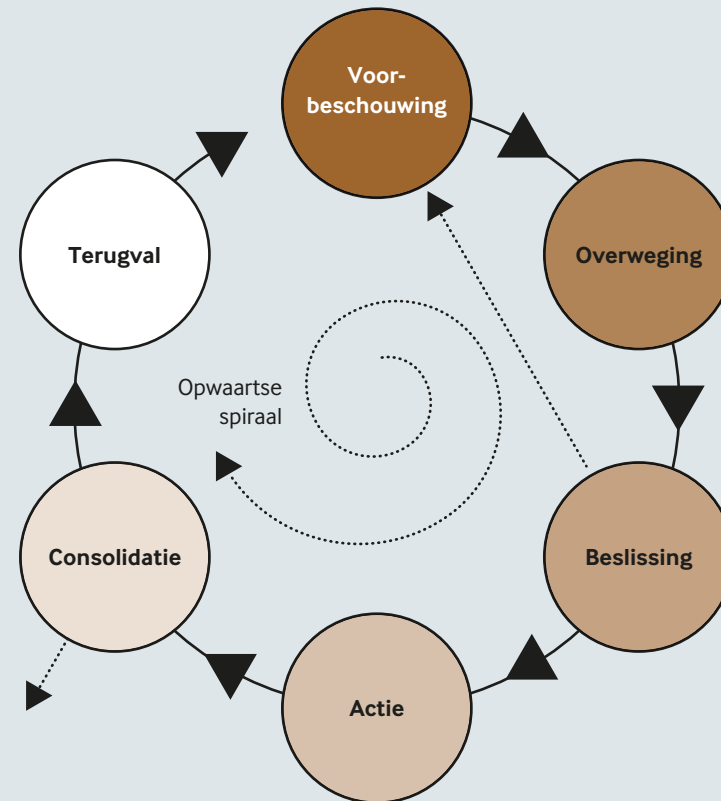 Voor-
beschouwing
Overweging
Terugval
Opwaartse
spiraal
Beslissing
Consolidatie
Actie